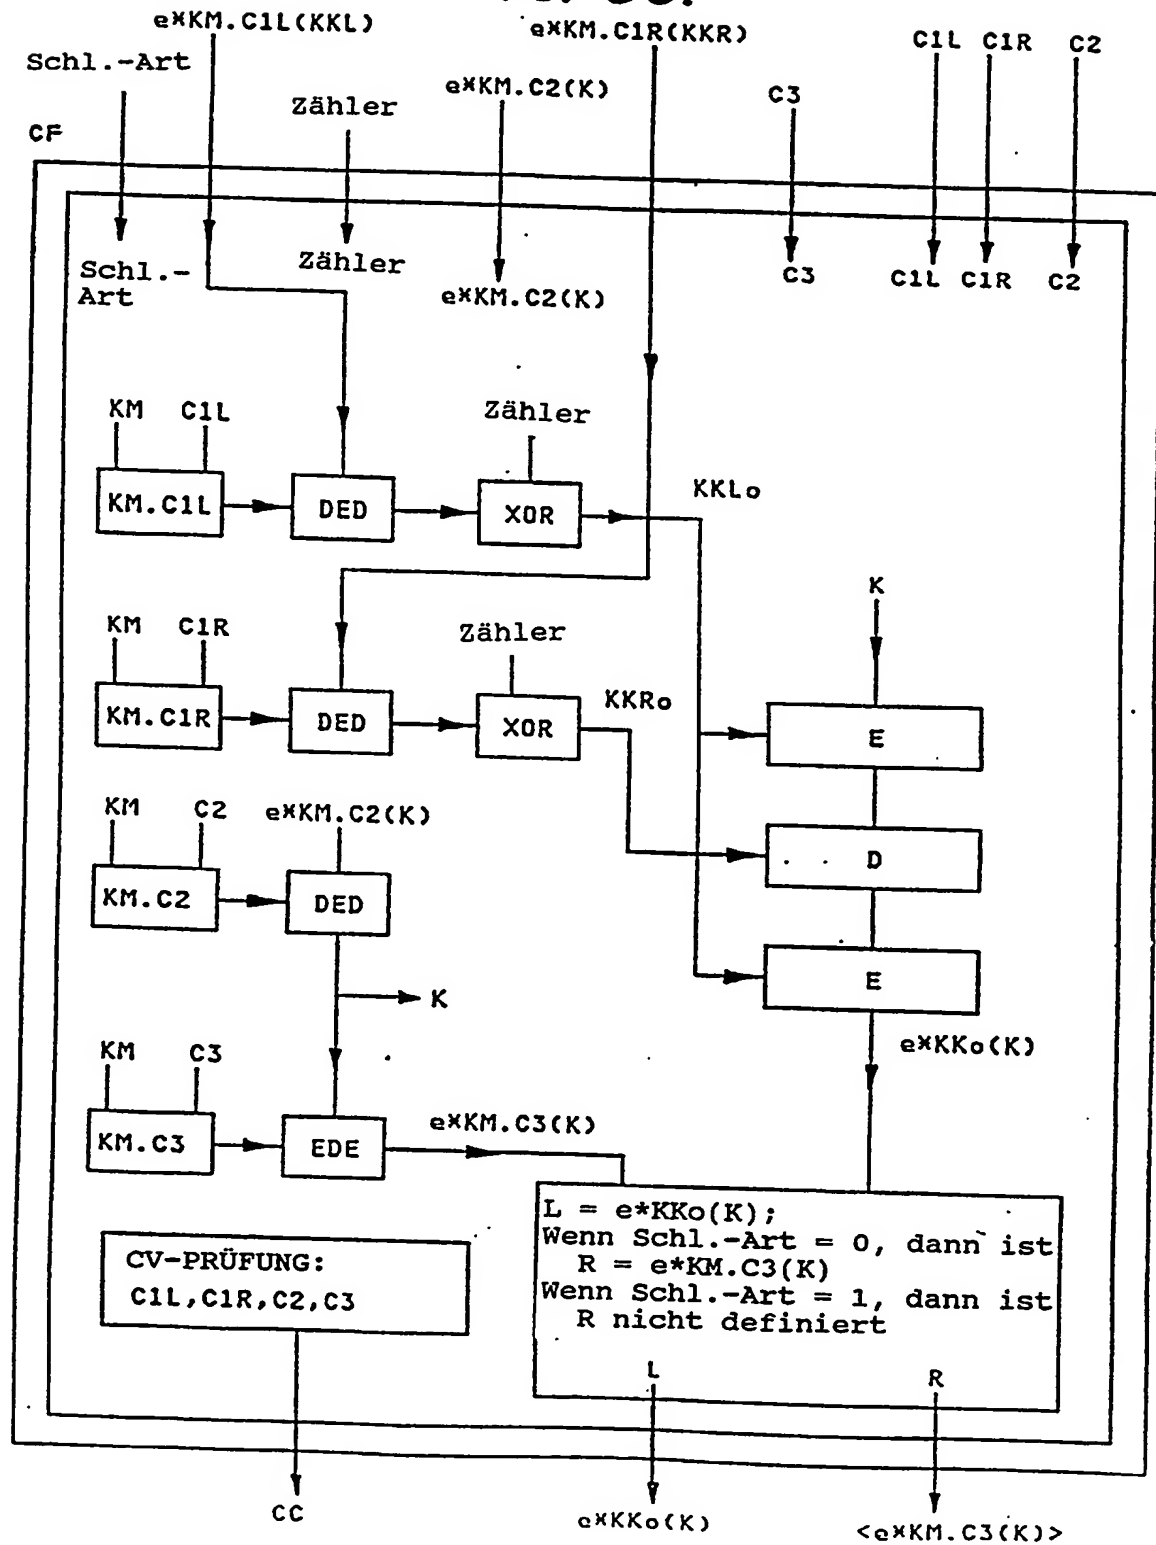 e*KM.C1L(KKL)
e*KM.C1R(KKR)
C1L C1R C2
Schl.-Art
e*KM.C2(K)
Zähler
C3
CF
Schl.-
Art
Zähler
e*KM.C2(K)
C3
C1L C1R C2
KM C1L
Zähler
KM.C1L
DED
XOR
KKLo
K
KM C1R
Zähler
KM.C1R
DED
XOR
KKRo
E
KM C2 e*KM.C2(K)
D
KM.C2
DED
E
K
e*KKo(K)
KM C3
e*KM.C3(K)
KM.C3
EDE
L = e*KKo(K);
Wenn Schl.-Art = 0, dann ist
R = e*KM.C3(K)
Wenn Schl.-Art = 1, dann ist
R nicht definiert
CV-PRÜFUNG:
C1L,C1R,C2,C3
L
R
CC
e*KKo(K)
<e*KM.C3(K)>